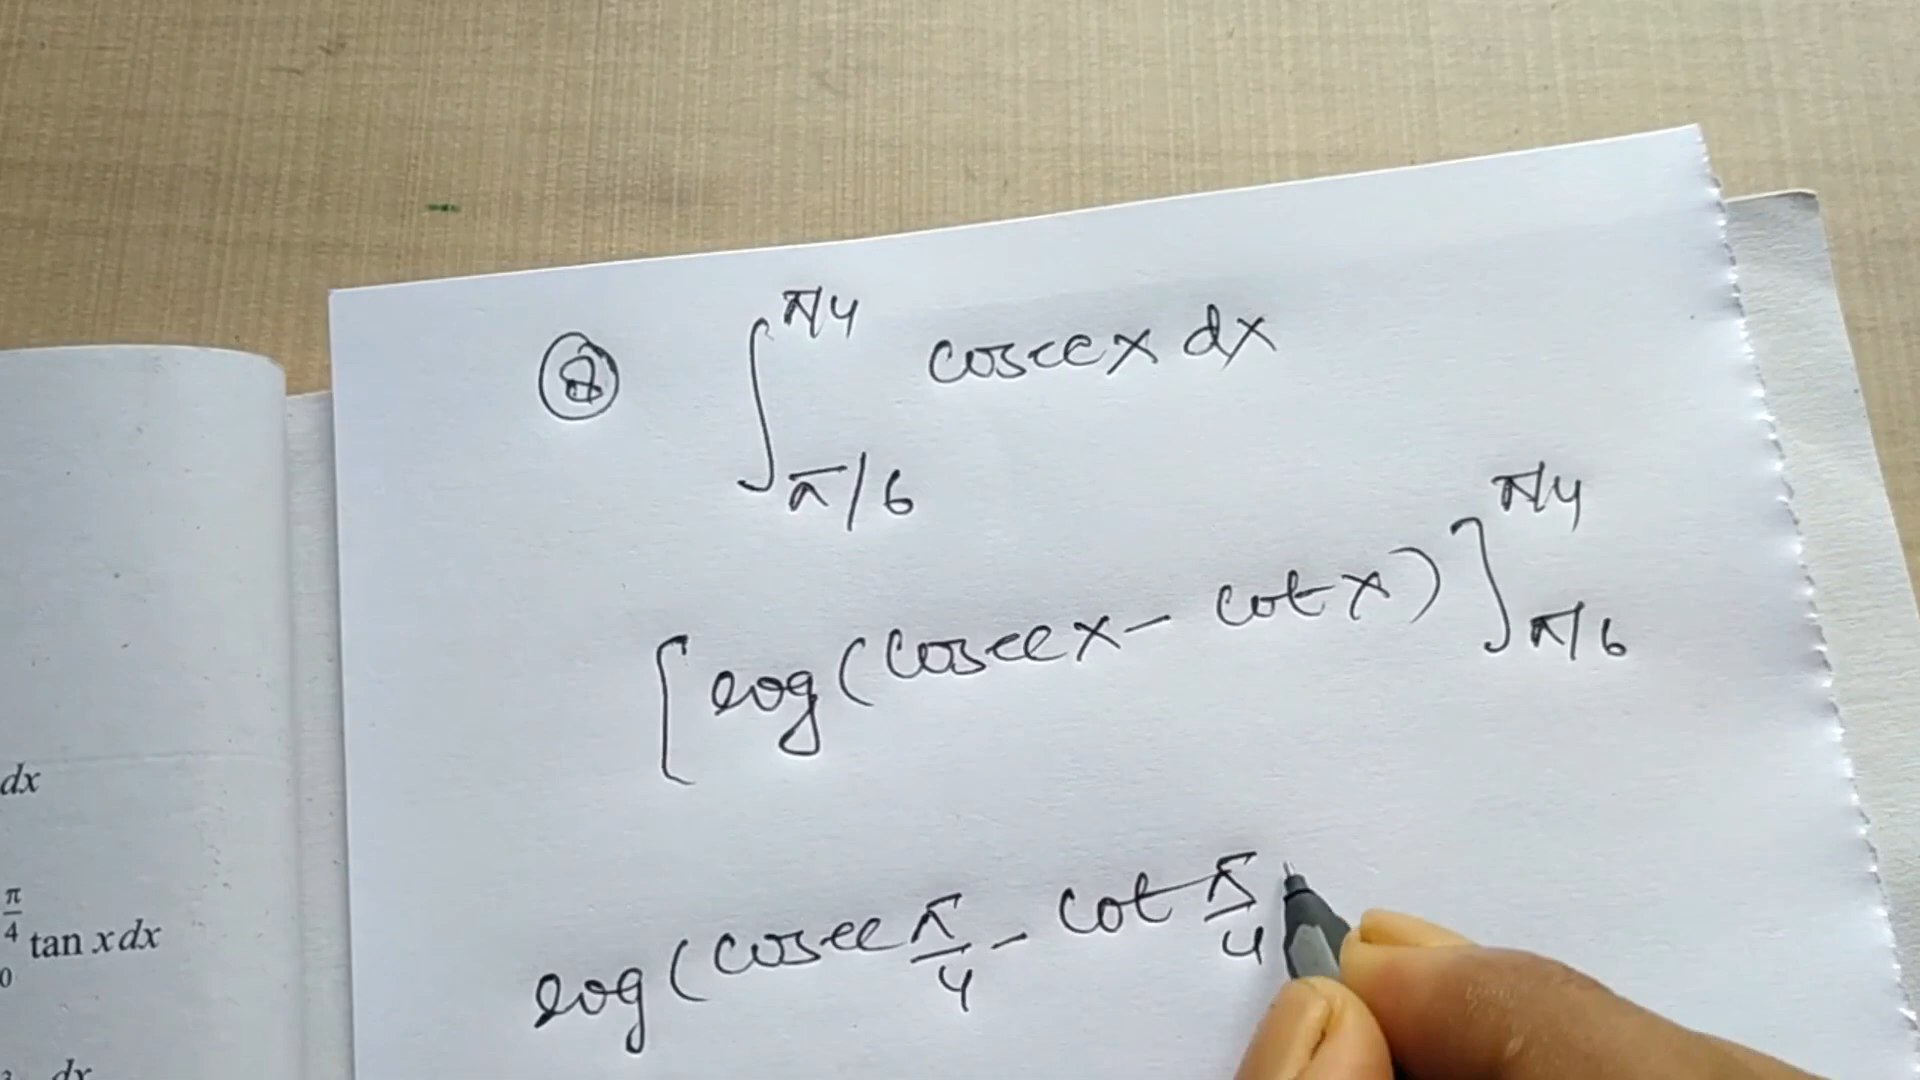 ⑧ ∫_{π/6}^{π/4} cosec x dx
[log(cosec x - cot x)]_{π/6}^{π/4}
log(cosec π/4 - cot π/4
dx
π/4 0 tan x dx
dx